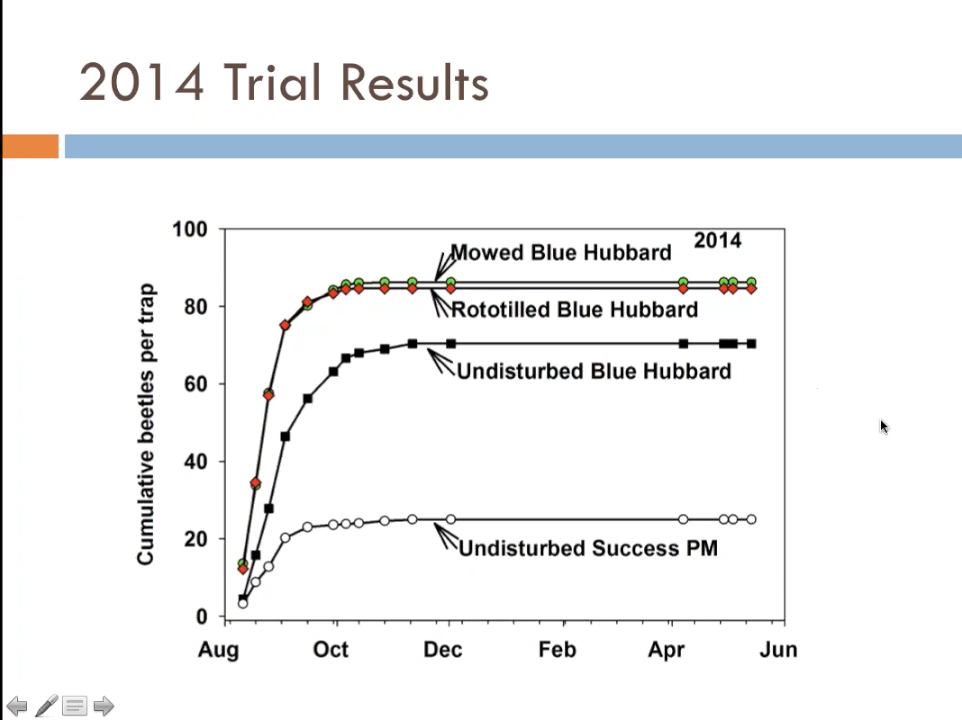 2014 Trial Results
100
2014
Mowed Blue Hubbard
80
Rototilled Blue Hubbard
Undisturbed Blue Hubbard
60
40
20
Undisturbed Success PM
0
Cumulative beetles per trap
Aug Oct Dec Feb Apr Jun